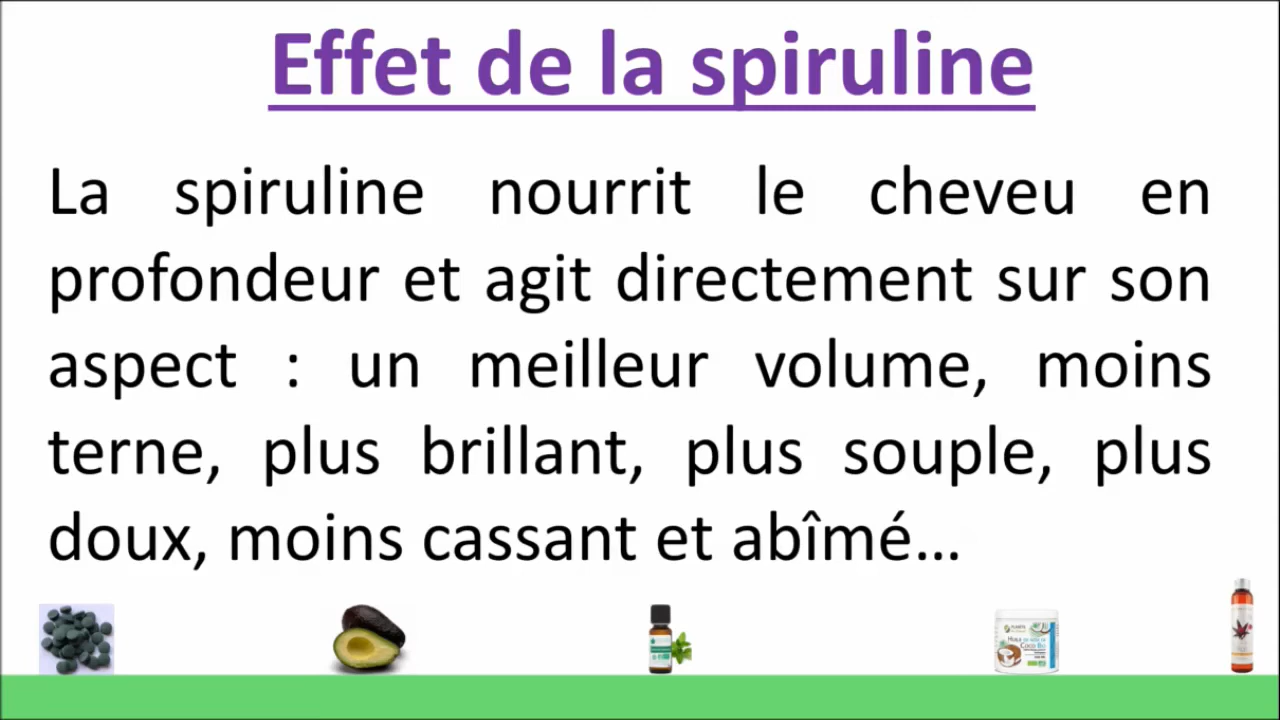 Effet de la spiruline
La spiruline nourrit le cheveu en
profondeur et agit directement sur son
aspect : un meilleur volume, moins
terne, plus brillant, plus souple, plus
doux, moins cassant et abîmé...